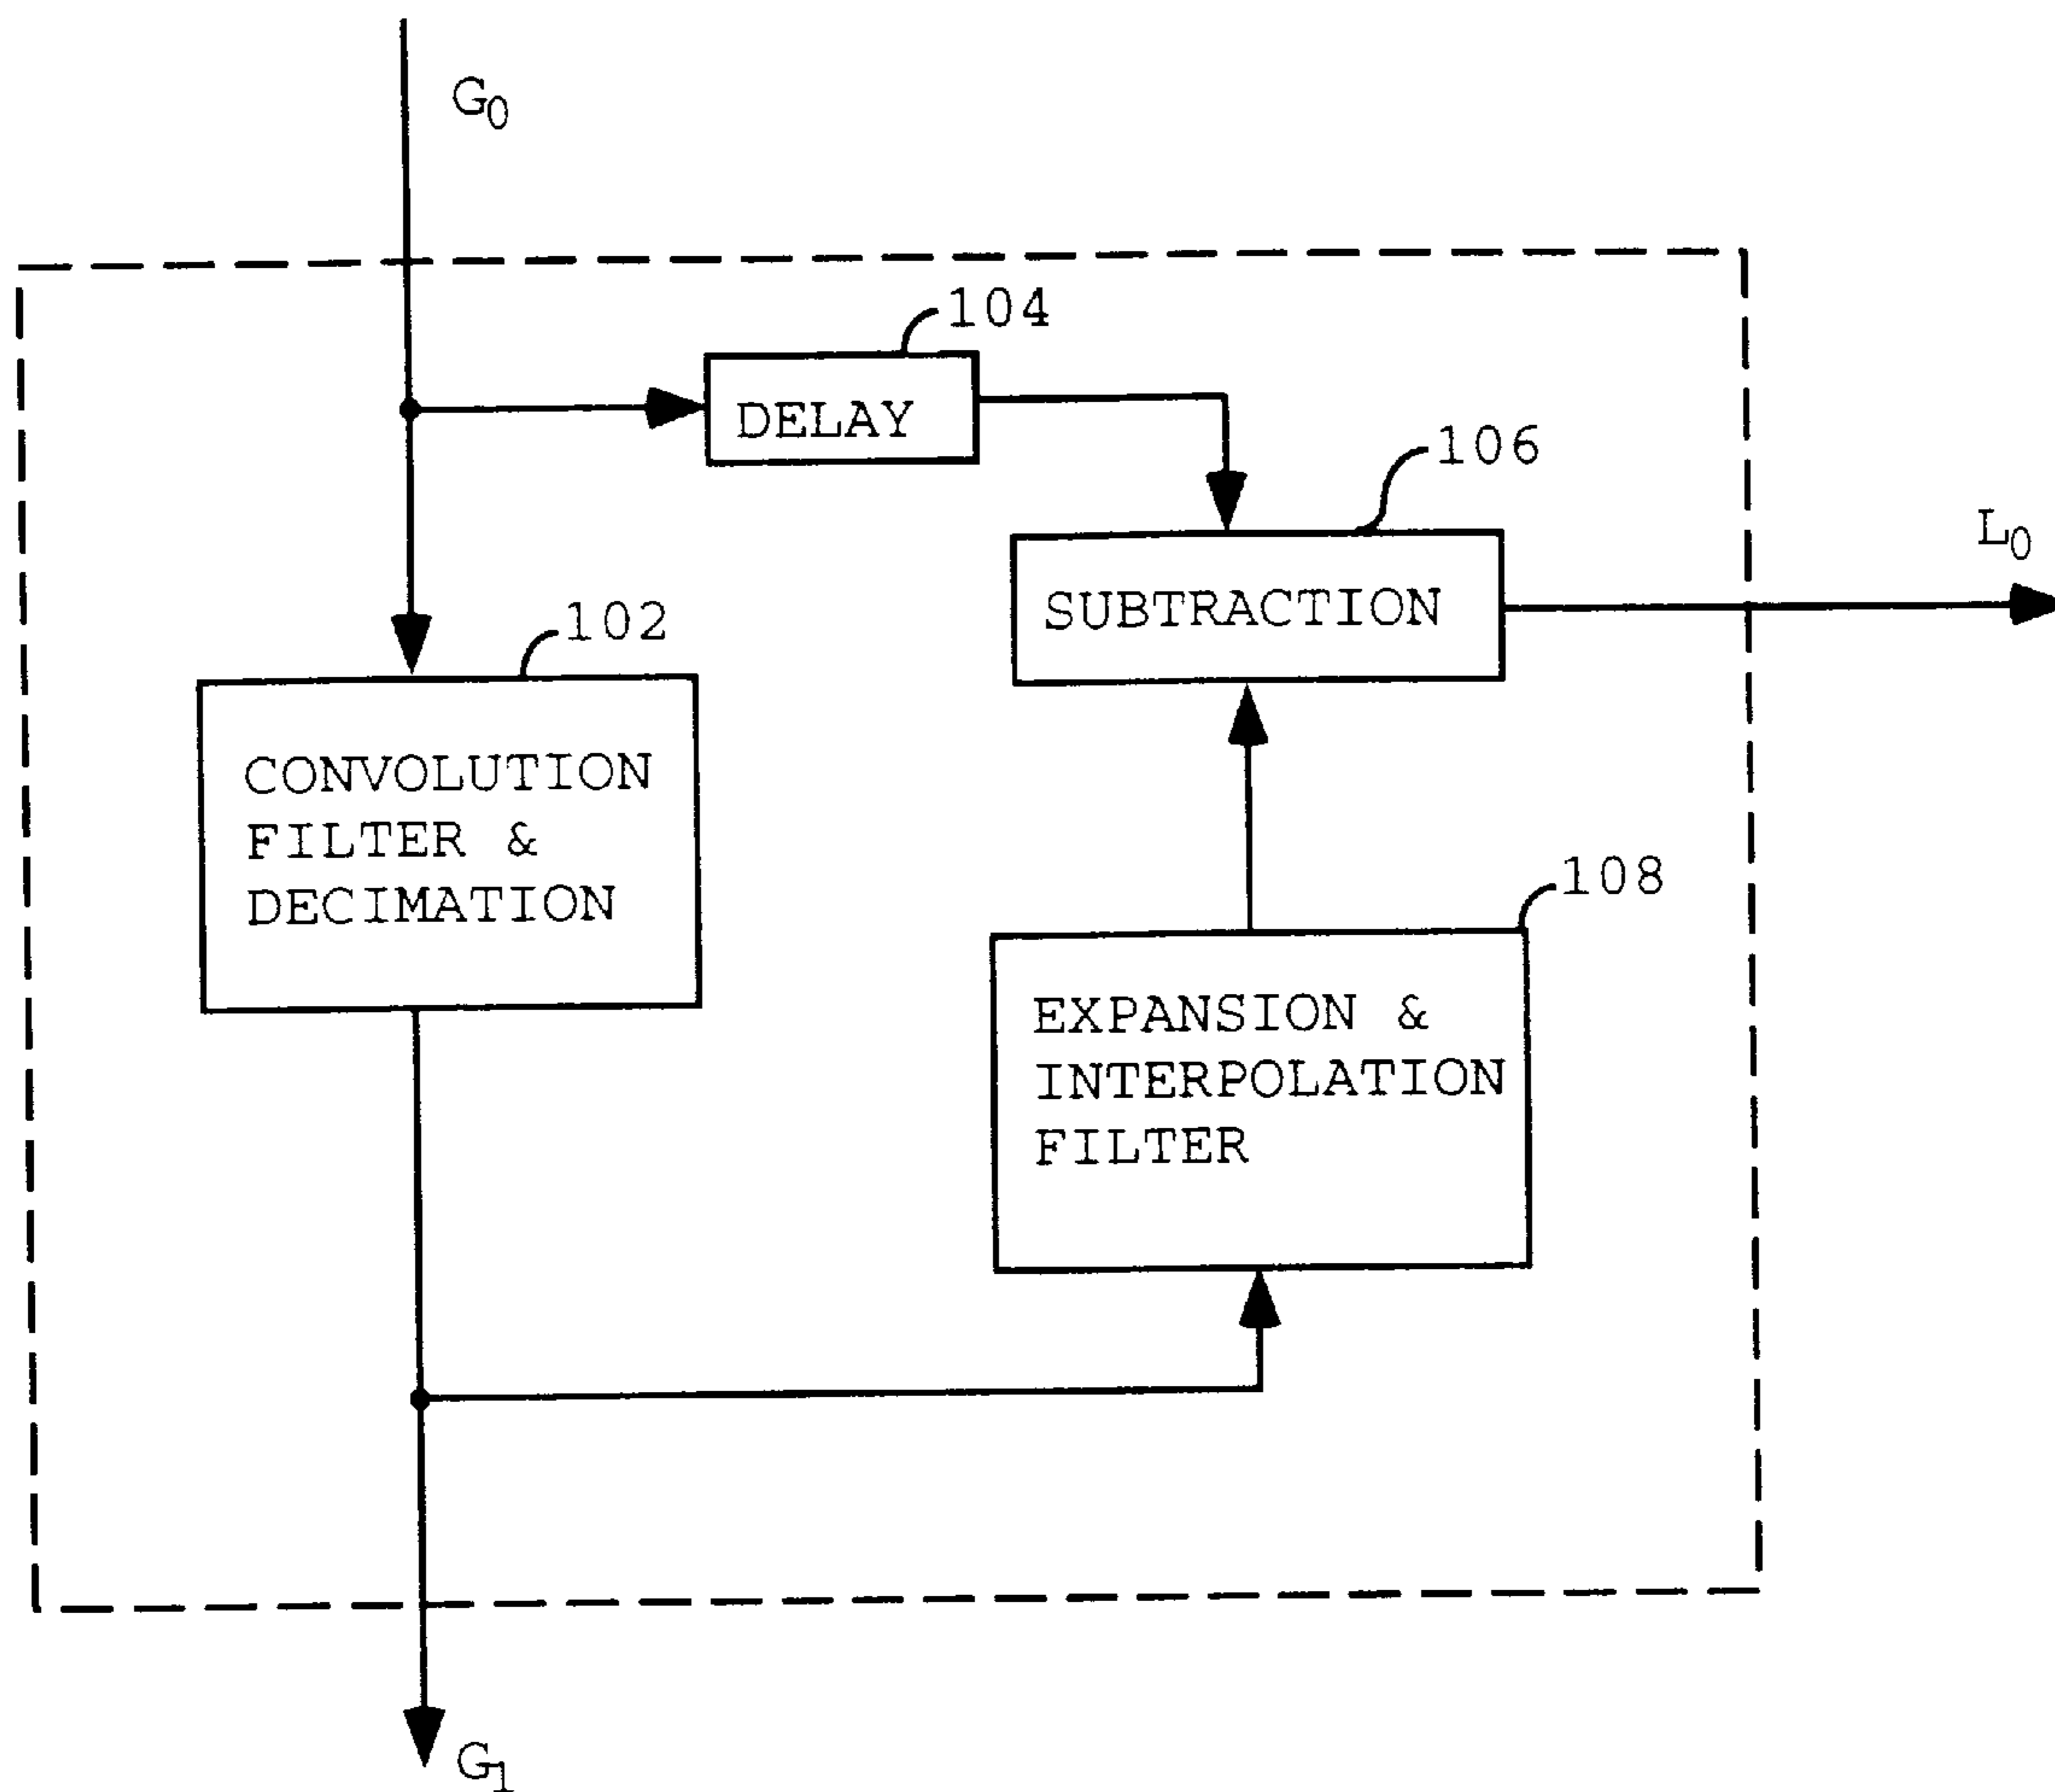 G0
104
DELAY
106
L0
SUBTRACTION
102
CONVOLUTION
FILTER &
DECIMATION
108
EXPANSION &
INTERPOLATION
FILTER
G1